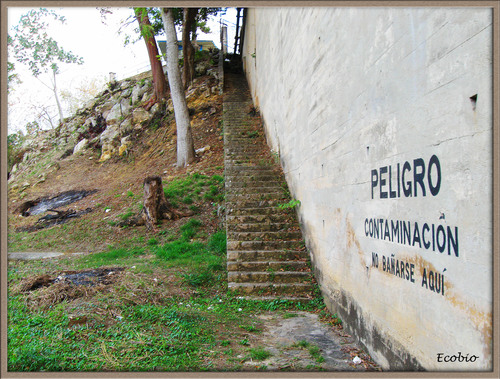 PELIGRO
CONTAMINACIÓN
NO BAÑARSE AQUÍ
Ecobio